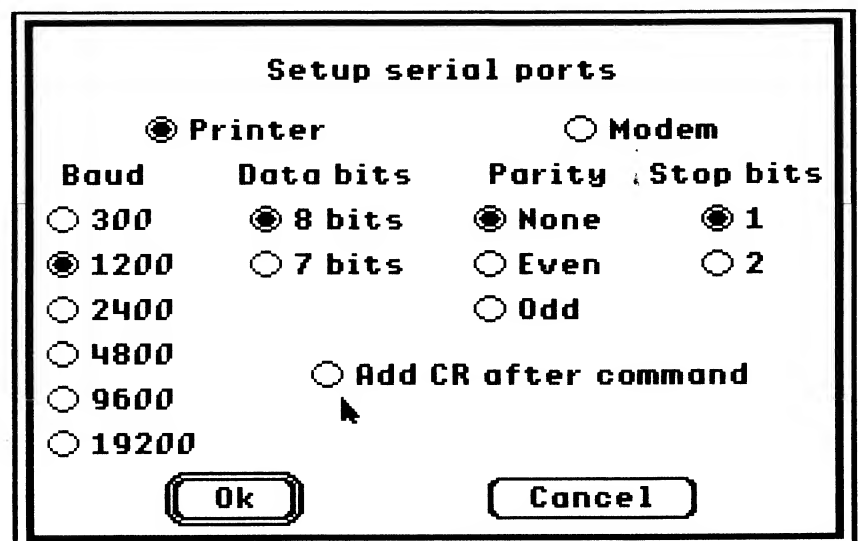 Setup serial ports
Printer Modem
Baud Data bits Parity Stop bits
300 8 bits None 1
1200 7 bits Even 2
2400 Odd
4800
Add CR after command
9600
19200
Ok Cancel